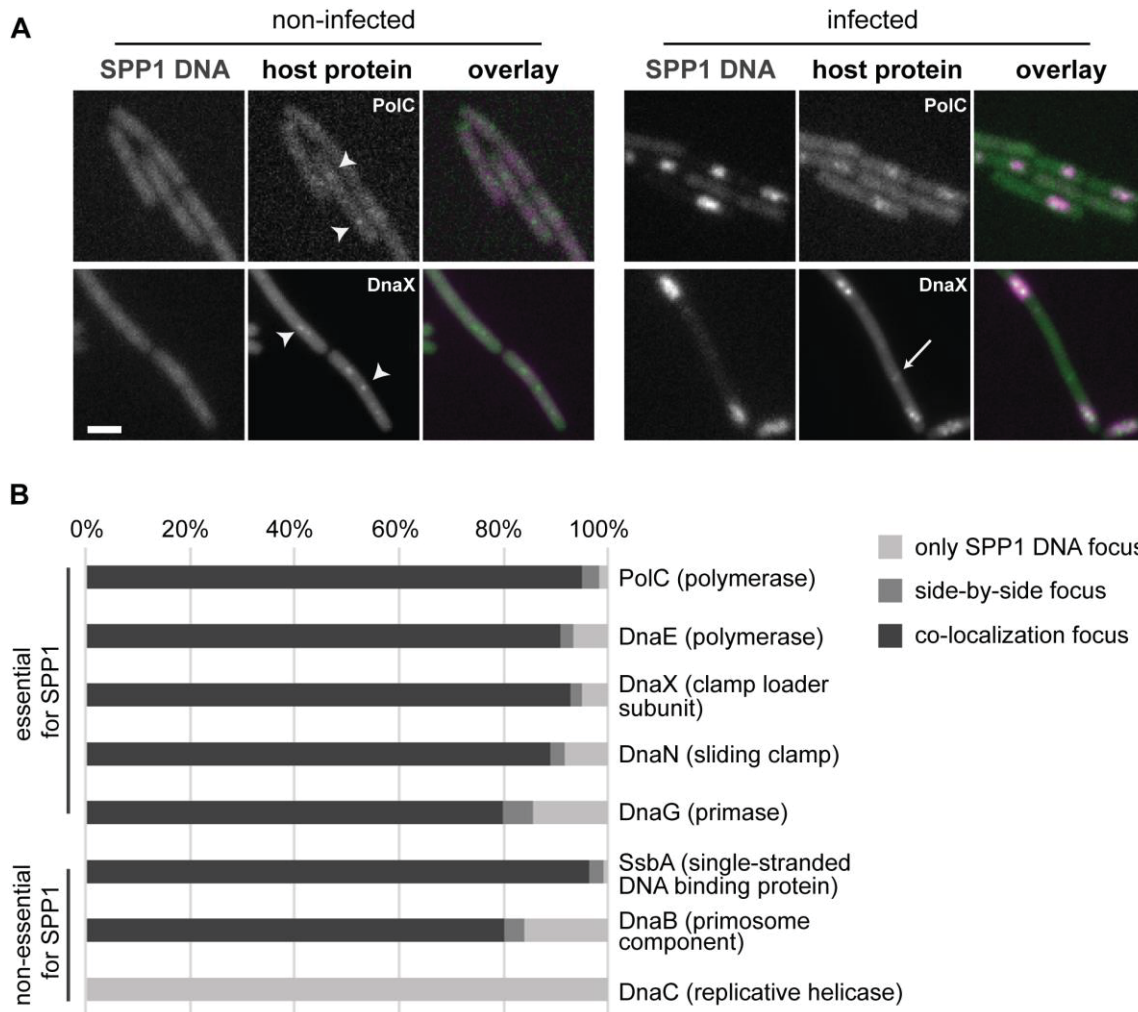 A
non-infected
infected
SPP1 DNA host protein overlay
SPP1 DNA host protein overlay
PolC
PolC
DnaX
DnaX
B
0% 20% 40% 60% 80% 100%
only SPP1 DNA focus
side-by-side focus
co-localization focus
essential
for SPP1
non-essential
for SPP1
PolC (polymerase)
DnaE (polymerase)
DnaX (clamp loader
subunit)
DnaN (sliding clamp)
DnaG (primase)
SsbA (single-stranded
DNA binding protein)
DnaB (primosome
component)
DnaC (replicative helicase)